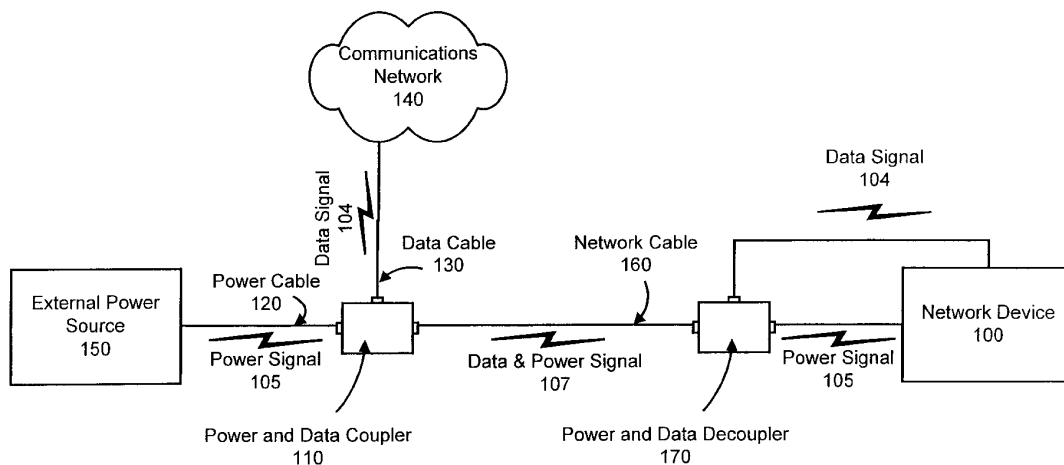 Communications
Network
140
Data Signal
104
Data Signal
104
Data Cable
130
Network Cable
160
Power Cable
120
External Power
Source
150
Network Device
100
Power Signal
105
Data & Power Signal
107
Power Signal
105
Power and Data Coupler
110
Power and Data Decoupler
170